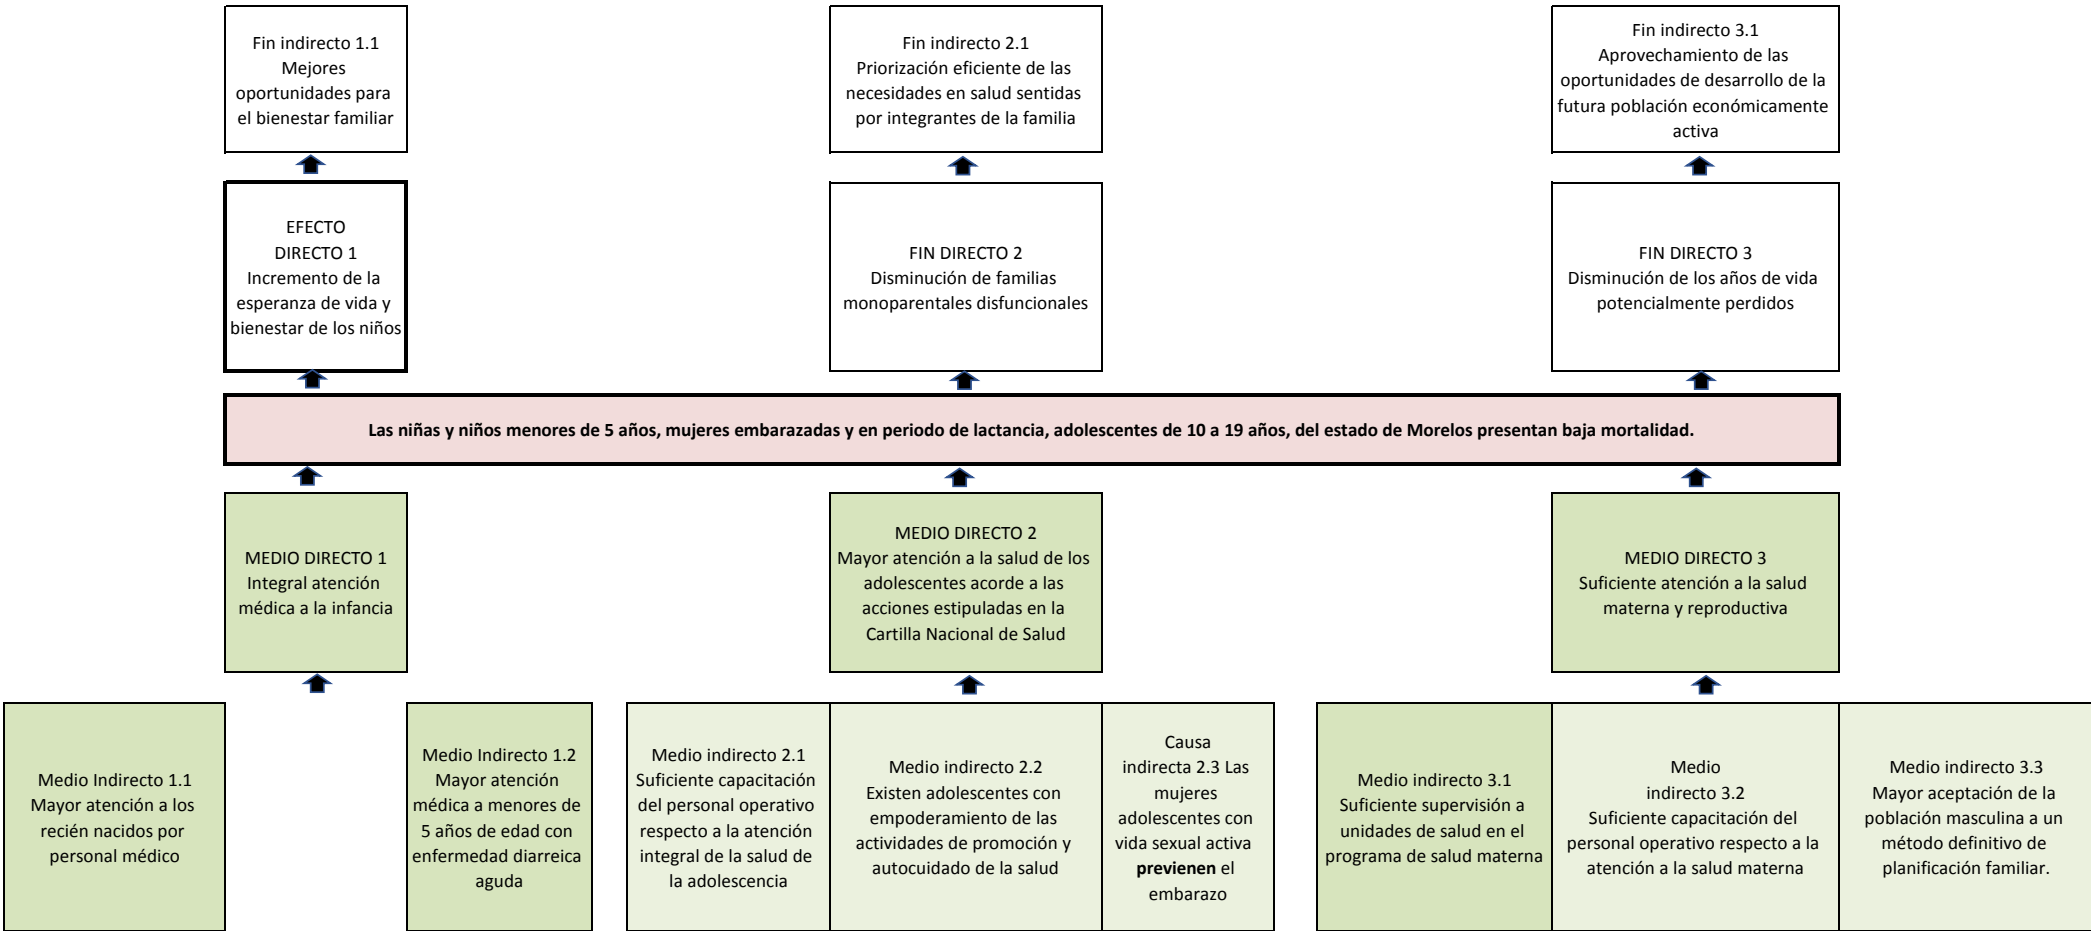 Fin indirecto 1.1
Mejores
oportunidades para
el bienestar familiar
Fin indirecto 2.1
Priorización eficiente de las
necesidades en salud sentidas
por integrantes de la familia
Fin indirecto 3.1
Aprovechamiento de las
oportunidades de desarrollo de la
futura población económicamente
activa
EFECTO
DIRECTO 1
Incremento de la
esperanza de vida y
bienestar de los niños
FIN DIRECTO 2
Disminución de familias
monoparentales disfuncionales
FIN DIRECTO 3
Disminución de los años de vida
potencialmente perdidos
Las niñas y niños menores de 5 años, mujeres embarazadas y en periodo de lactancia, adolescentes de 10 a 19 años, del estado de Morelos presentan baja mortalidad.
MEDIO DIRECTO 1
Integral atención
médica a la infancia
MEDIO DIRECTO 2
Mayor atención a la salud de los
adolescentes acorde a las
acciones estipuladas en la
Cartilla Nacional de Salud
MEDIO DIRECTO 3
Suficiente atención a la salud
materna y reproductiva
Medio Indirecto 1.1
Mayor atención a los
recién nacidos por
personal médico
Medio Indirecto 1.2
Mayor atención
médica a menores de
5 años de edad con
enfermedad diarreica
aguda
Medio indirecto 2.1
Suficiente capacitación
del personal operativo
respecto a la atención
integral de la salud de
la adolescencia
Medio indirecto 2.2
Existen adolescentes con
empoderamiento de las
actividades de promoción y
autocuidado de la salud
Causa
indirecta 2.3 Las
mujeres
adolescentes con
vida sexual activa
previenen el
embarazo
Medio indirecto 3.1
Suficiente supervisión a
unidades de salud en el
programa de salud materna
Medio
indirecto 3.2
Suficiente capacitación del
personal operativo respecto a la
atención a la salud materna
Medio indirecto 3.3
Mayor aceptación de la
población masculina a un
método definitivo de
planificación familiar.